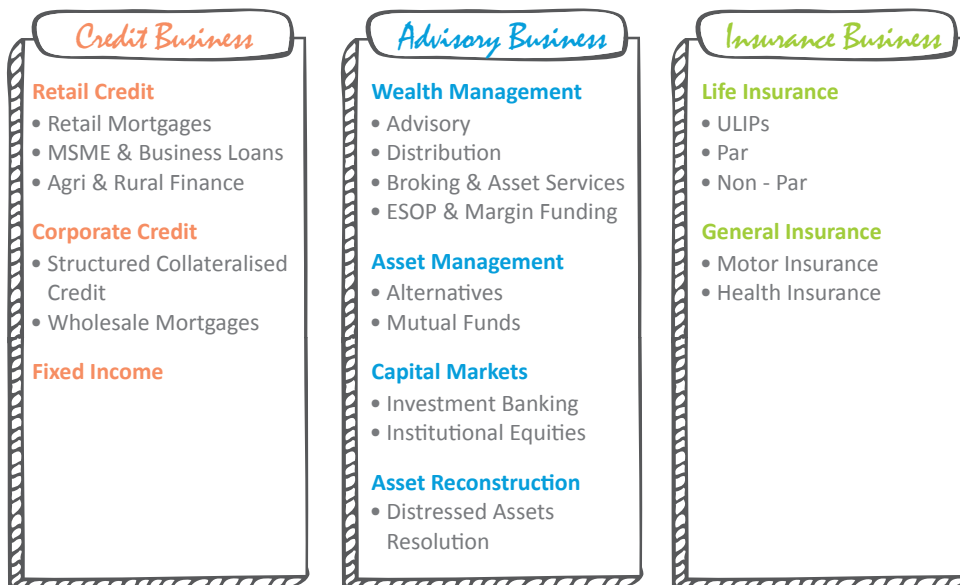 Credit Business
Retail Credit
• Retail Mortgages
• MSME & Business Loans
• Agri & Rural Finance
Corporate Credit
• Structured Collateralised
Credit
• Wholesale Mortgages
Fixed Income
Advisory Business
Wealth Management
• Advisory
• Distribution
• Broking & Asset Services
• ESOP & Margin Funding
Asset Management
• Alternatives
• Mutual Funds
Capital Markets
• Investment Banking
• Institutional Equities
Asset Reconstruction
• Distressed Assets
Resolution
Insurance Business
Life Insurance
• ULIPs
• Par
• Non - Par
General Insurance
• Motor Insurance
• Health Insurance